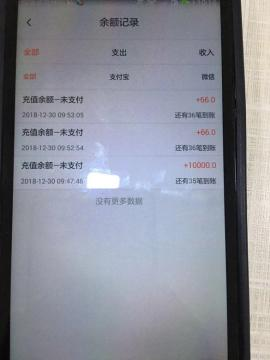 余额记录
全部 支出 收入
全部 支付宝 微信
充值余额—未支付 +66.0
2018-12-30 09:53:05 还有36笔到账
充值余额—未支付 +66.0
2018-12-30 09:52:54 还有36笔到账
充值余额—未支付 +10000.0
2018-12-30 09:47:46 还有35笔到账
没有更多数据